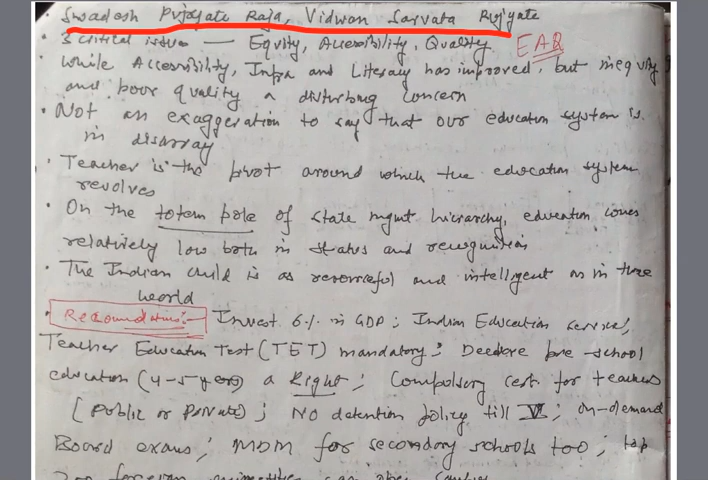 • Swadesh Pujyate Raja, Vidwan Sarvata Pujyate
• 3 critical issues — Equity, Accessibility, Quality EAQ
while Accessibility, Infra and Literacy has improved, but inequity
and poor quality a disturbing concern
• Not an exaggeration to say that our education system is
in disarray
• Teacher is the pivot around which the education system
revolves
• On the totem pole of state mgmt hierarchy, education comes
relatively low both in status and recognition
• The Indian child is as resourceful and intelligent as in the
world
• Recomndations:- Invest 6% in GDP; Indian Education Service;
Teacher Education Test (TET) mandatory; Declare pre-school
education (4-5 years) a Right; Compulsory cert. for teachers
(Public or Private); No detention policy till V; on-demand
Board exams; MDM for secondary schools too; top
200 foreign